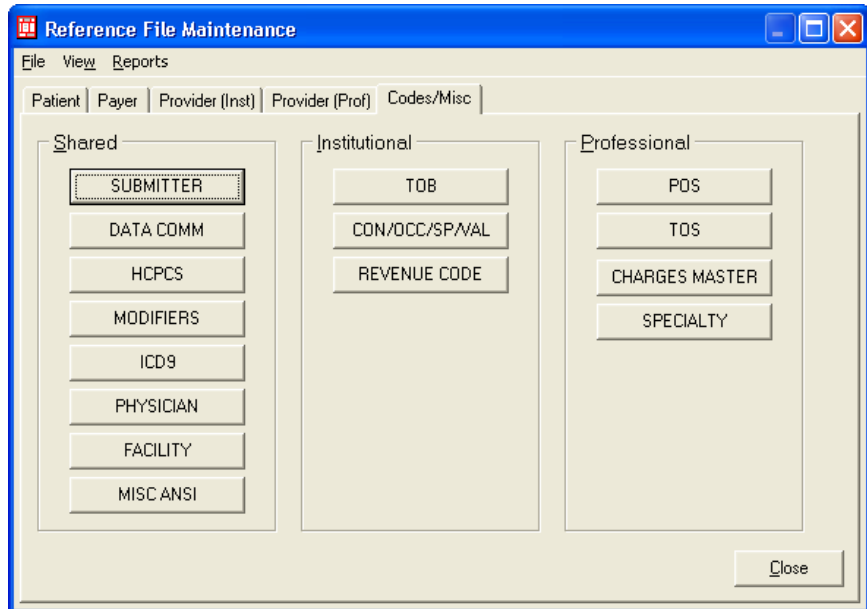 Reference File Maintenance
File View Reports
Patient Payer Provider (Inst) Provider (Prof) Codes/Misc
Shared
SUBMITTER
DATA COMM
HCPCS
MODIFIERS
ICD9
PHYSICIAN
FACILITY
MISC ANSI
Institutional
TOB
CON/OCC/SP/VAL
REVENUE CODE
Professional
POS
TOS
CHARGES MASTER
SPECIALTY
Close